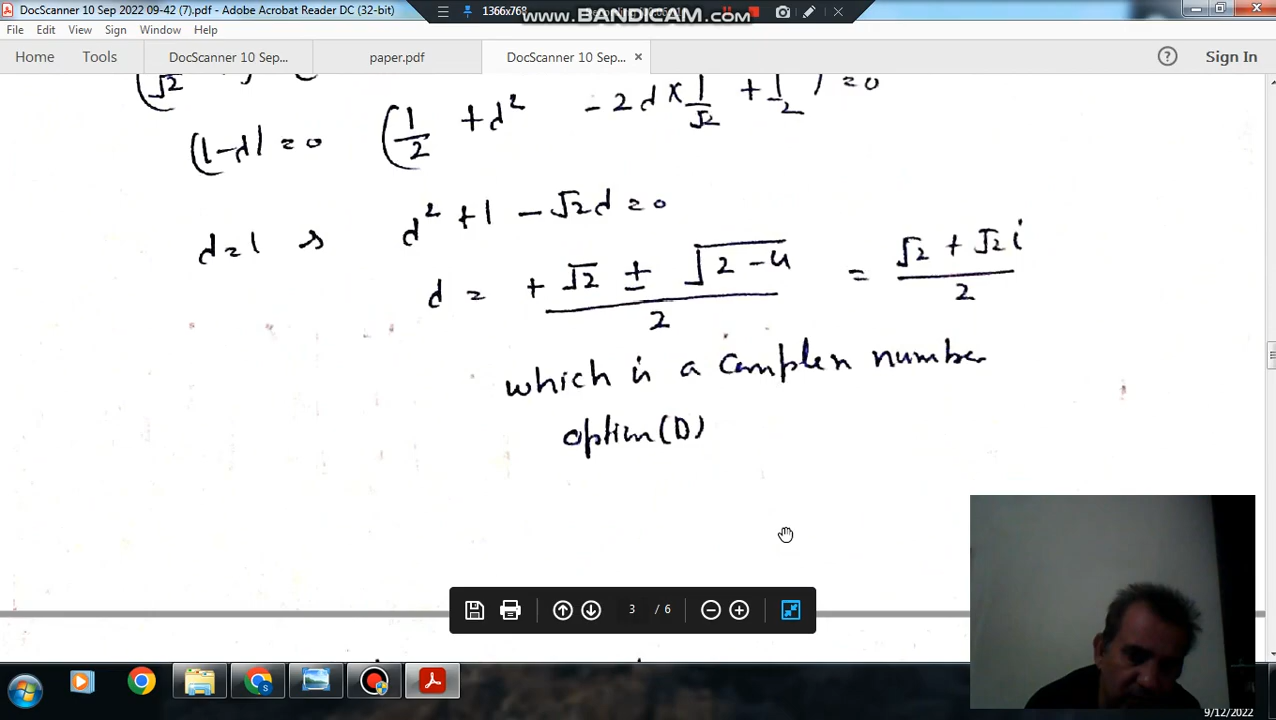 DocScanner 10 Sep 2022 09-42 (7).pdf - Adobe Acrobat Reader DC (32-bit)
1366x768
www.BANDICAM.com
File Edit View Sign Window Help
Home Tools DocScanner 10 Sep... paper.pdf DocScanner 10 Sep... × Sign In
(1-d) = 0 (1/2 + d² - 2d × 1/√2 + 1/2) = 0
d = 1 s d² + 1 - √2d = 0
d = + √2 ± √2-4 / 2 = √2 + √2i / 2
which is a complex number
option(D)
3 / 6
9/12/2022